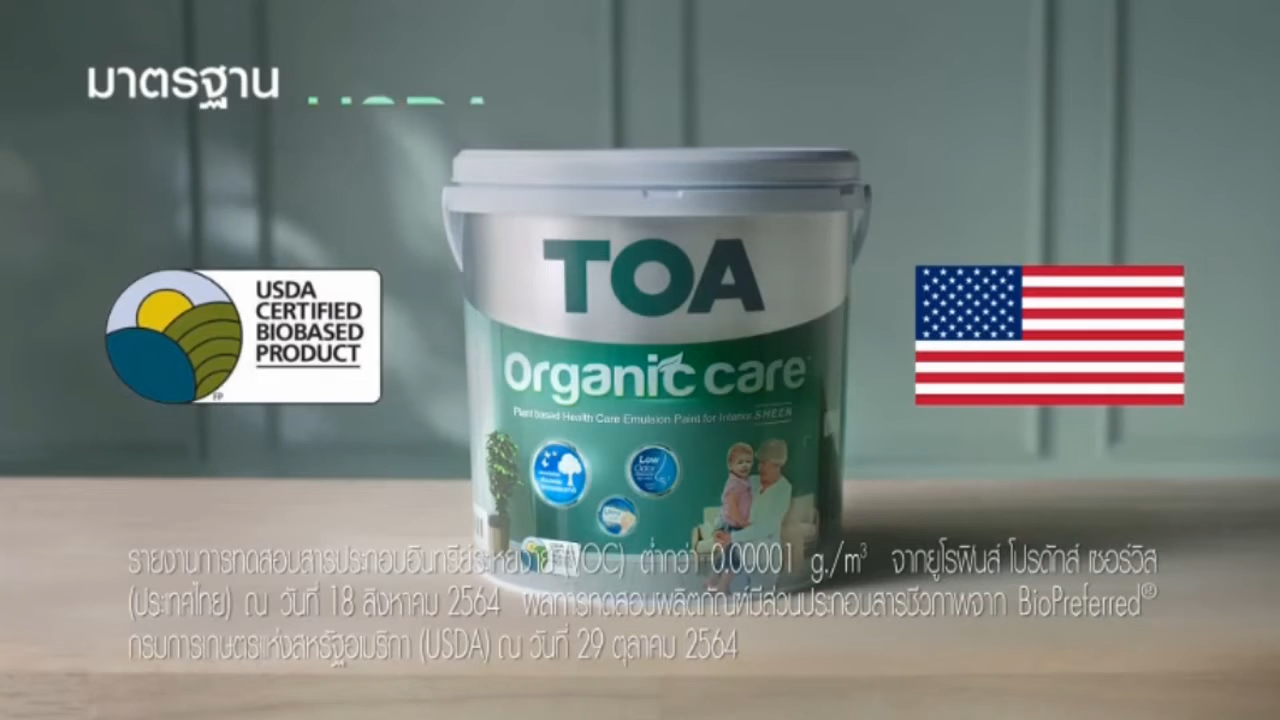 มาตรฐาน
USDA
CERTIFIED
BIOBASED
PRODUCT
FP
TOA
Organic care
Plant based Health Care Emulsion Paint for Interior SHEEN
Low
Odor
รายงานการทดสอบสารประกอบอินทรีย์ระเหยง่าย (VOC) ต่ำกว่า 0.00001 g./m³ จากยูโรฟินส์ โปรดักส์ เซอร์วิส
(ประเทศไทย) ณ วันที่ 18 สิงหาคม 2564 ผลการทดสอบผลิตภัณฑ์มีส่วนประกอบสารชีวภาพจาก BioPreferred®
กรมการเกษตรแห่งสหรัฐอเมริกา (USDA) ณ วันที่ 29 ตุลาคม 2564